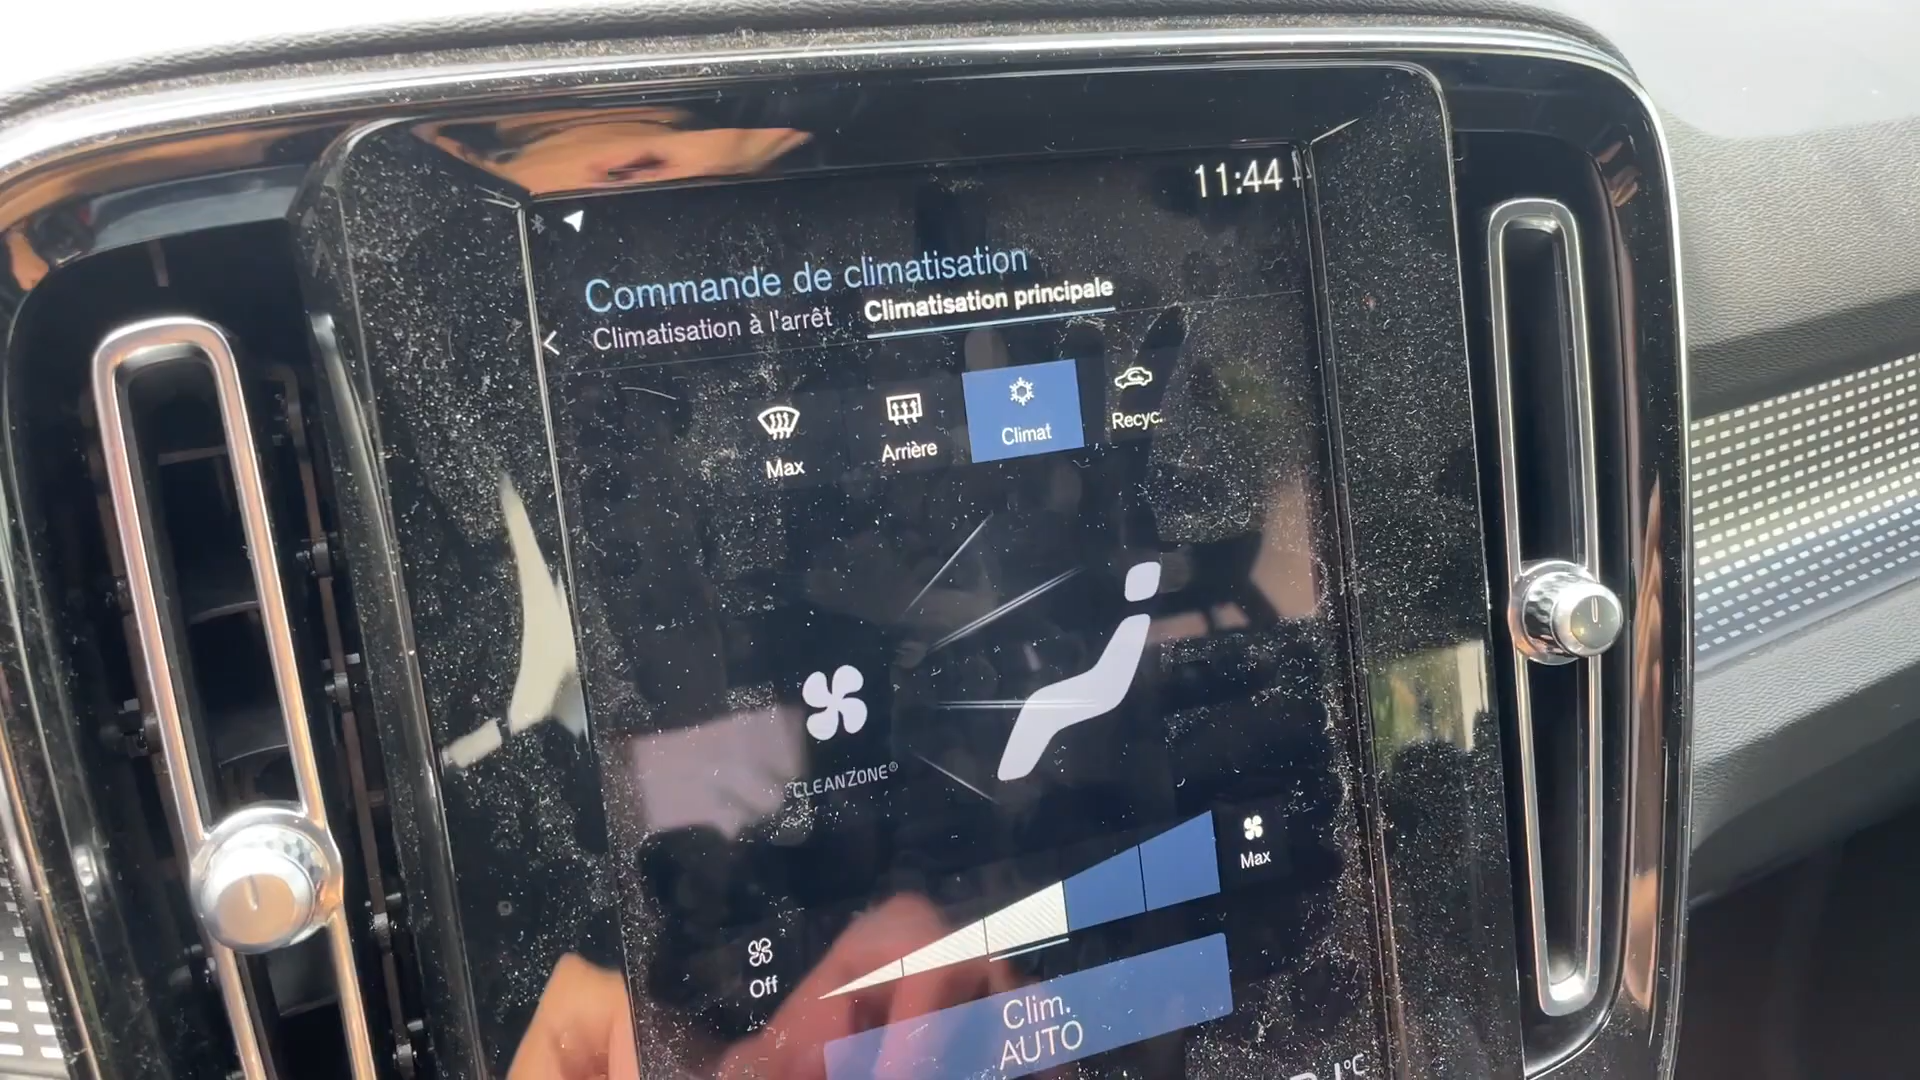 11:44
Commande de climatisation
Climatisation à l'arrêt
Climatisation principale
Max
Arrière
Climat
Recyc.
CLEANZONE®
Max
Off
Clim.
AUTO
°C